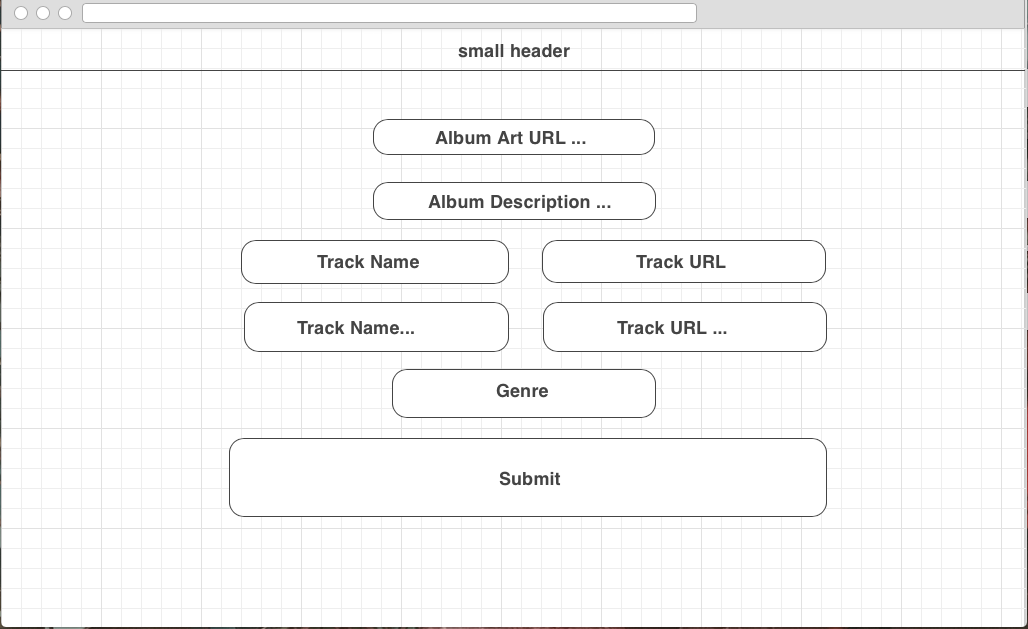 small header
Album Art URL ...
Album Description ...
Track Name
Track URL
Track Name...
Track URL ...
Genre
Submit